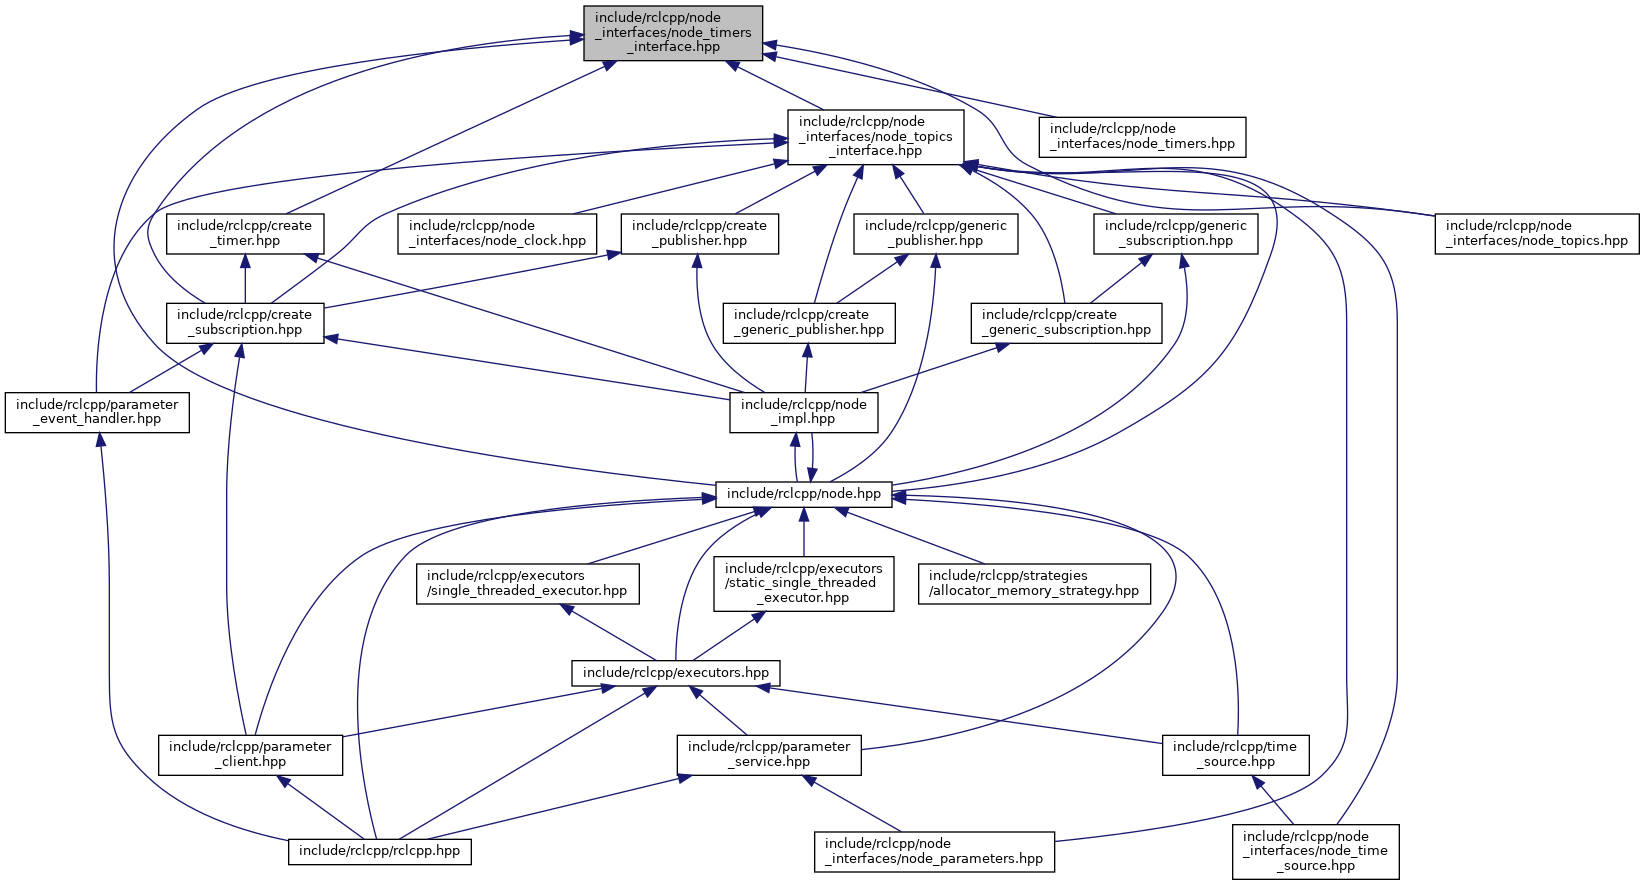 include/rclcpp/node
_interfaces/node_timers
_interface.hpp
include/rclcpp/node
_interfaces/node_topics
_interface.hpp
include/rclcpp/node
_interfaces/node_timers.hpp
include/rclcpp/create
_timer.hpp
include/rclcpp/node
_interfaces/node_clock.hpp
include/rclcpp/create
_publisher.hpp
include/rclcpp/generic
_publisher.hpp
include/rclcpp/generic
_subscription.hpp
include/rclcpp/node
_interfaces/node_topics.hpp
include/rclcpp/create
_subscription.hpp
include/rclcpp/create
_generic_publisher.hpp
include/rclcpp/create
_generic_subscription.hpp
include/rclcpp/parameter
_event_handler.hpp
include/rclcpp/node
_impl.hpp
include/rclcpp/node.hpp
include/rclcpp/executors
/single_threaded_executor.hpp
include/rclcpp/executors
/static_single_threaded
_executor.hpp
include/rclcpp/strategies
/allocator_memory_strategy.hpp
include/rclcpp/executors.hpp
include/rclcpp/parameter
_client.hpp
include/rclcpp/parameter
_service.hpp
include/rclcpp/time
_source.hpp
include/rclcpp/rclcpp.hpp
include/rclcpp/node
_interfaces/node_parameters.hpp
include/rclcpp/node
_interfaces/node_time
_source.hpp